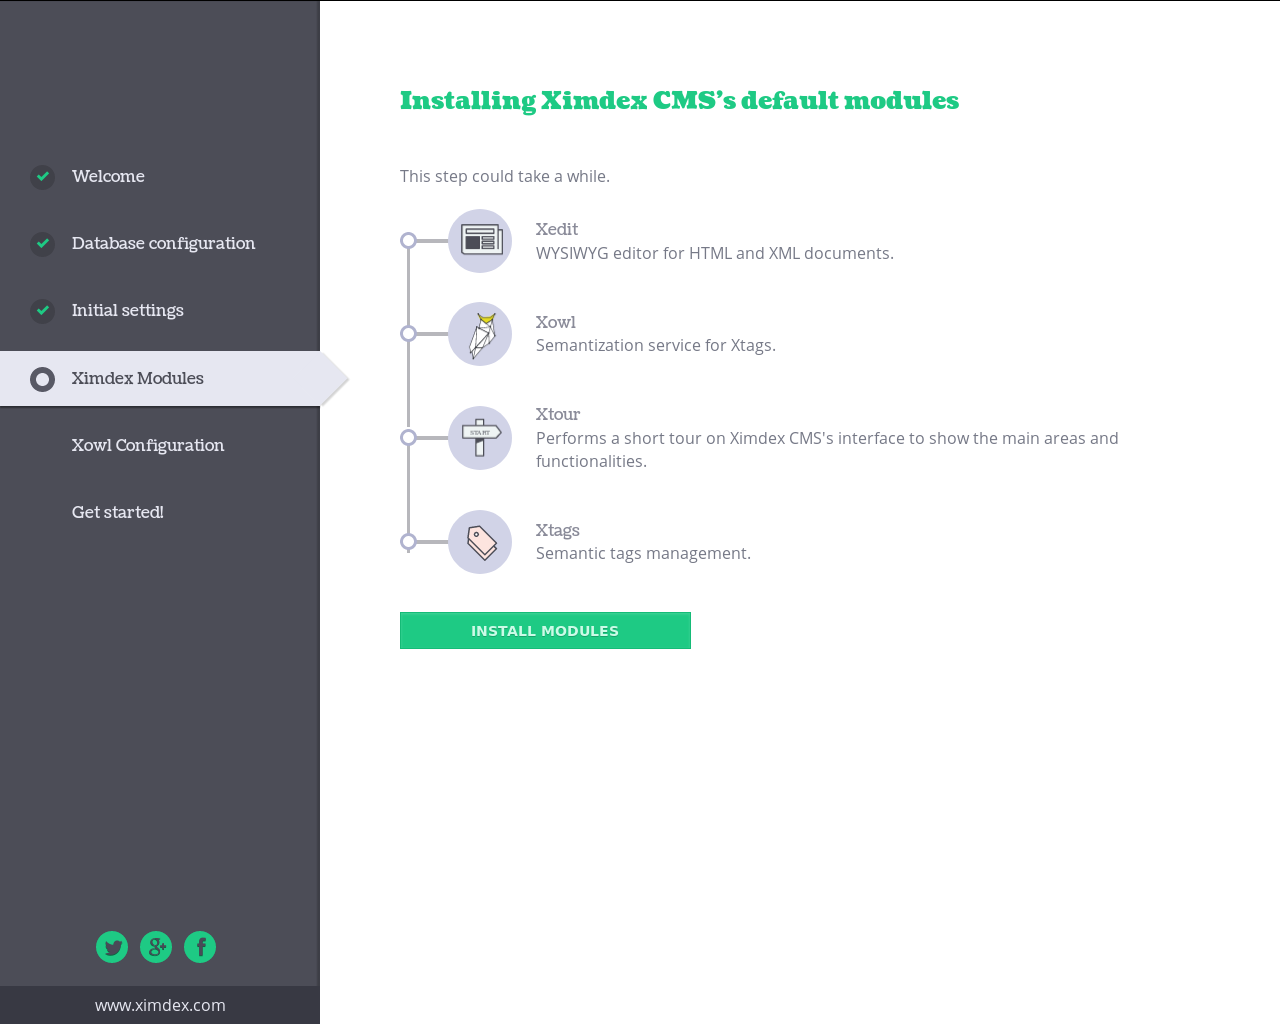 Installing Ximdex CMS's default modules
Welcome
Database configuration
Initial settings
Ximdex Modules
Xowl Configuration
Get started!
This step could take a while.
Xedit
WYSIWYG editor for HTML and XML documents.
Xowl
Semantization service for Xtags.
START
Xtour
Performs a short tour on Ximdex CMS's interface to show the main areas and
functionalities.
Xtags
Semantic tags management.
INSTALL MODULES
www.ximdex.com